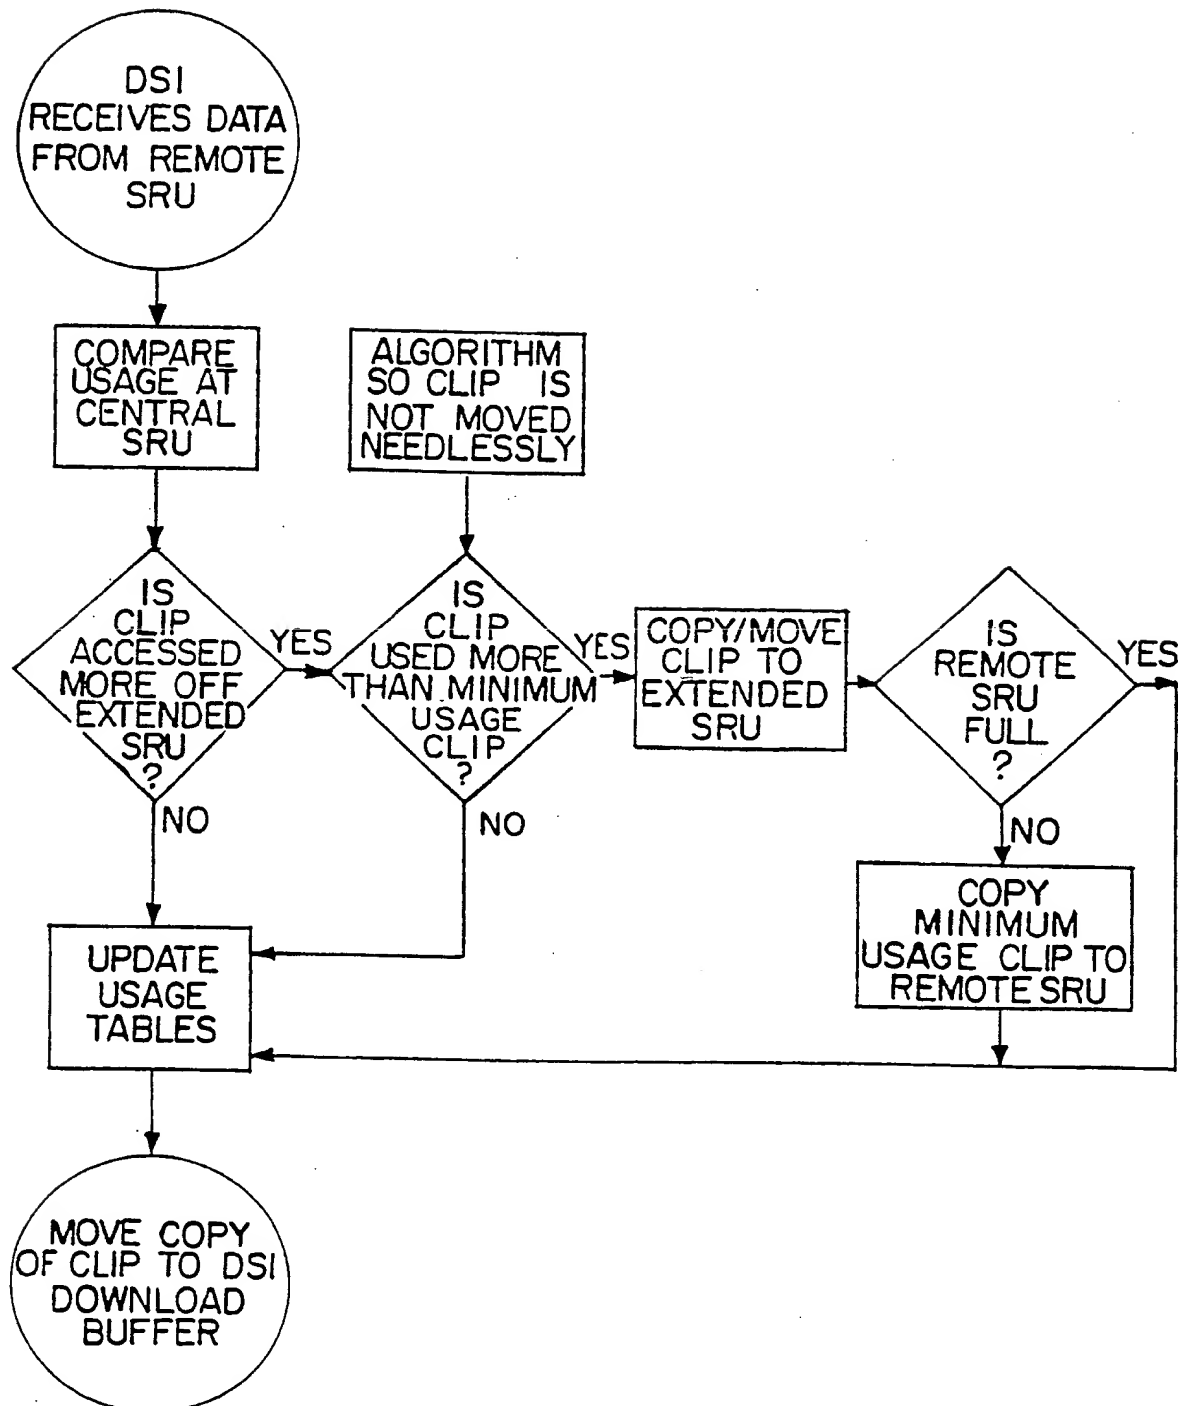 DSI
RECEIVES DATA
FROM REMOTE
SRU
COMPARE
USAGE AT
CENTRAL
SRU
ALGORITHM
SO CLIP IS
NOT MOVED
NEEDLESSLY
IS
CLIP
ACCESSED
MORE OFF
EXTENDED
SRU
?
YES
NO
IS
CLIP
USED MORE
THAN MINIMUM
USAGE
CLIP
?
YES
NO
COPY/MOVE
CLIP TO
EXTENDED
SRU
IS
REMOTE
SRU
FULL
?
YES
NO
COPY
MINIMUM
USAGE CLIP TO
REMOTE SRU
UPDATE
USAGE
TABLES
MOVE COPY
OF CLIP TO DSI
DOWNLOAD
BUFFER